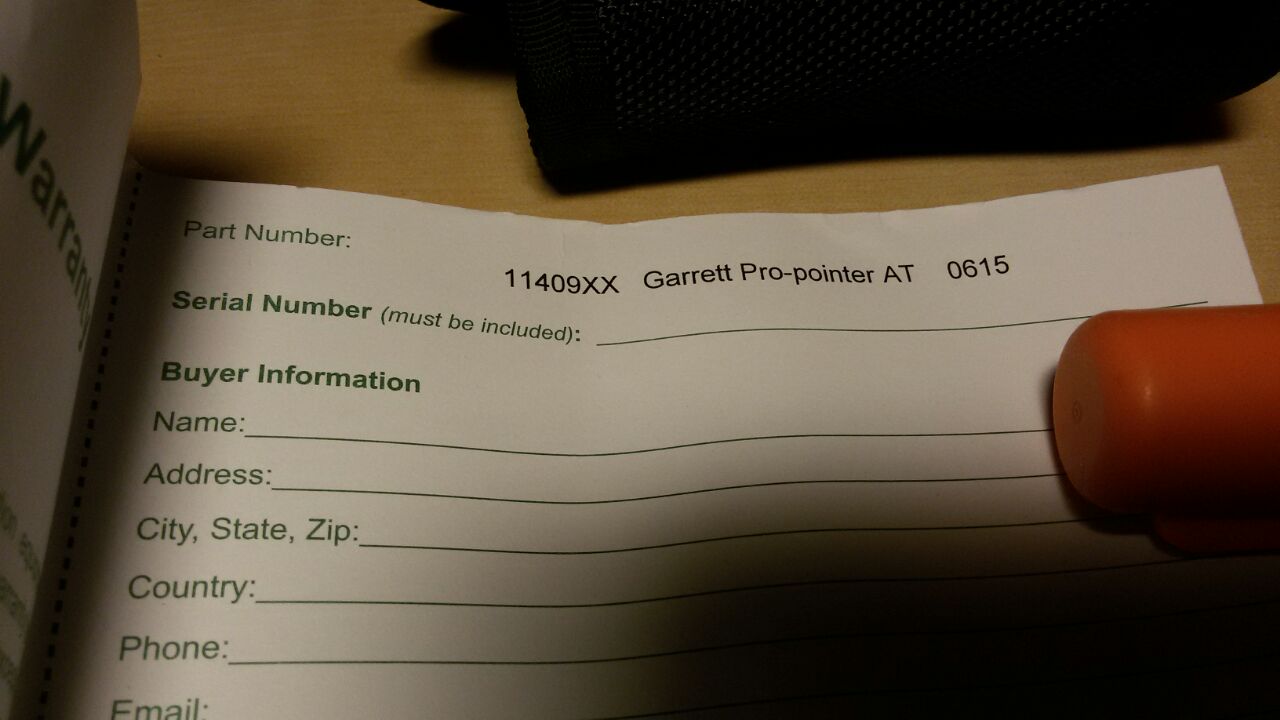 Warranty
Part Number:
11409XX Garrett Pro-pointer AT 0615
Serial Number (must be included):
Buyer Information
Name:
Address:
City, State, Zip:
Country:
Phone:
Email: